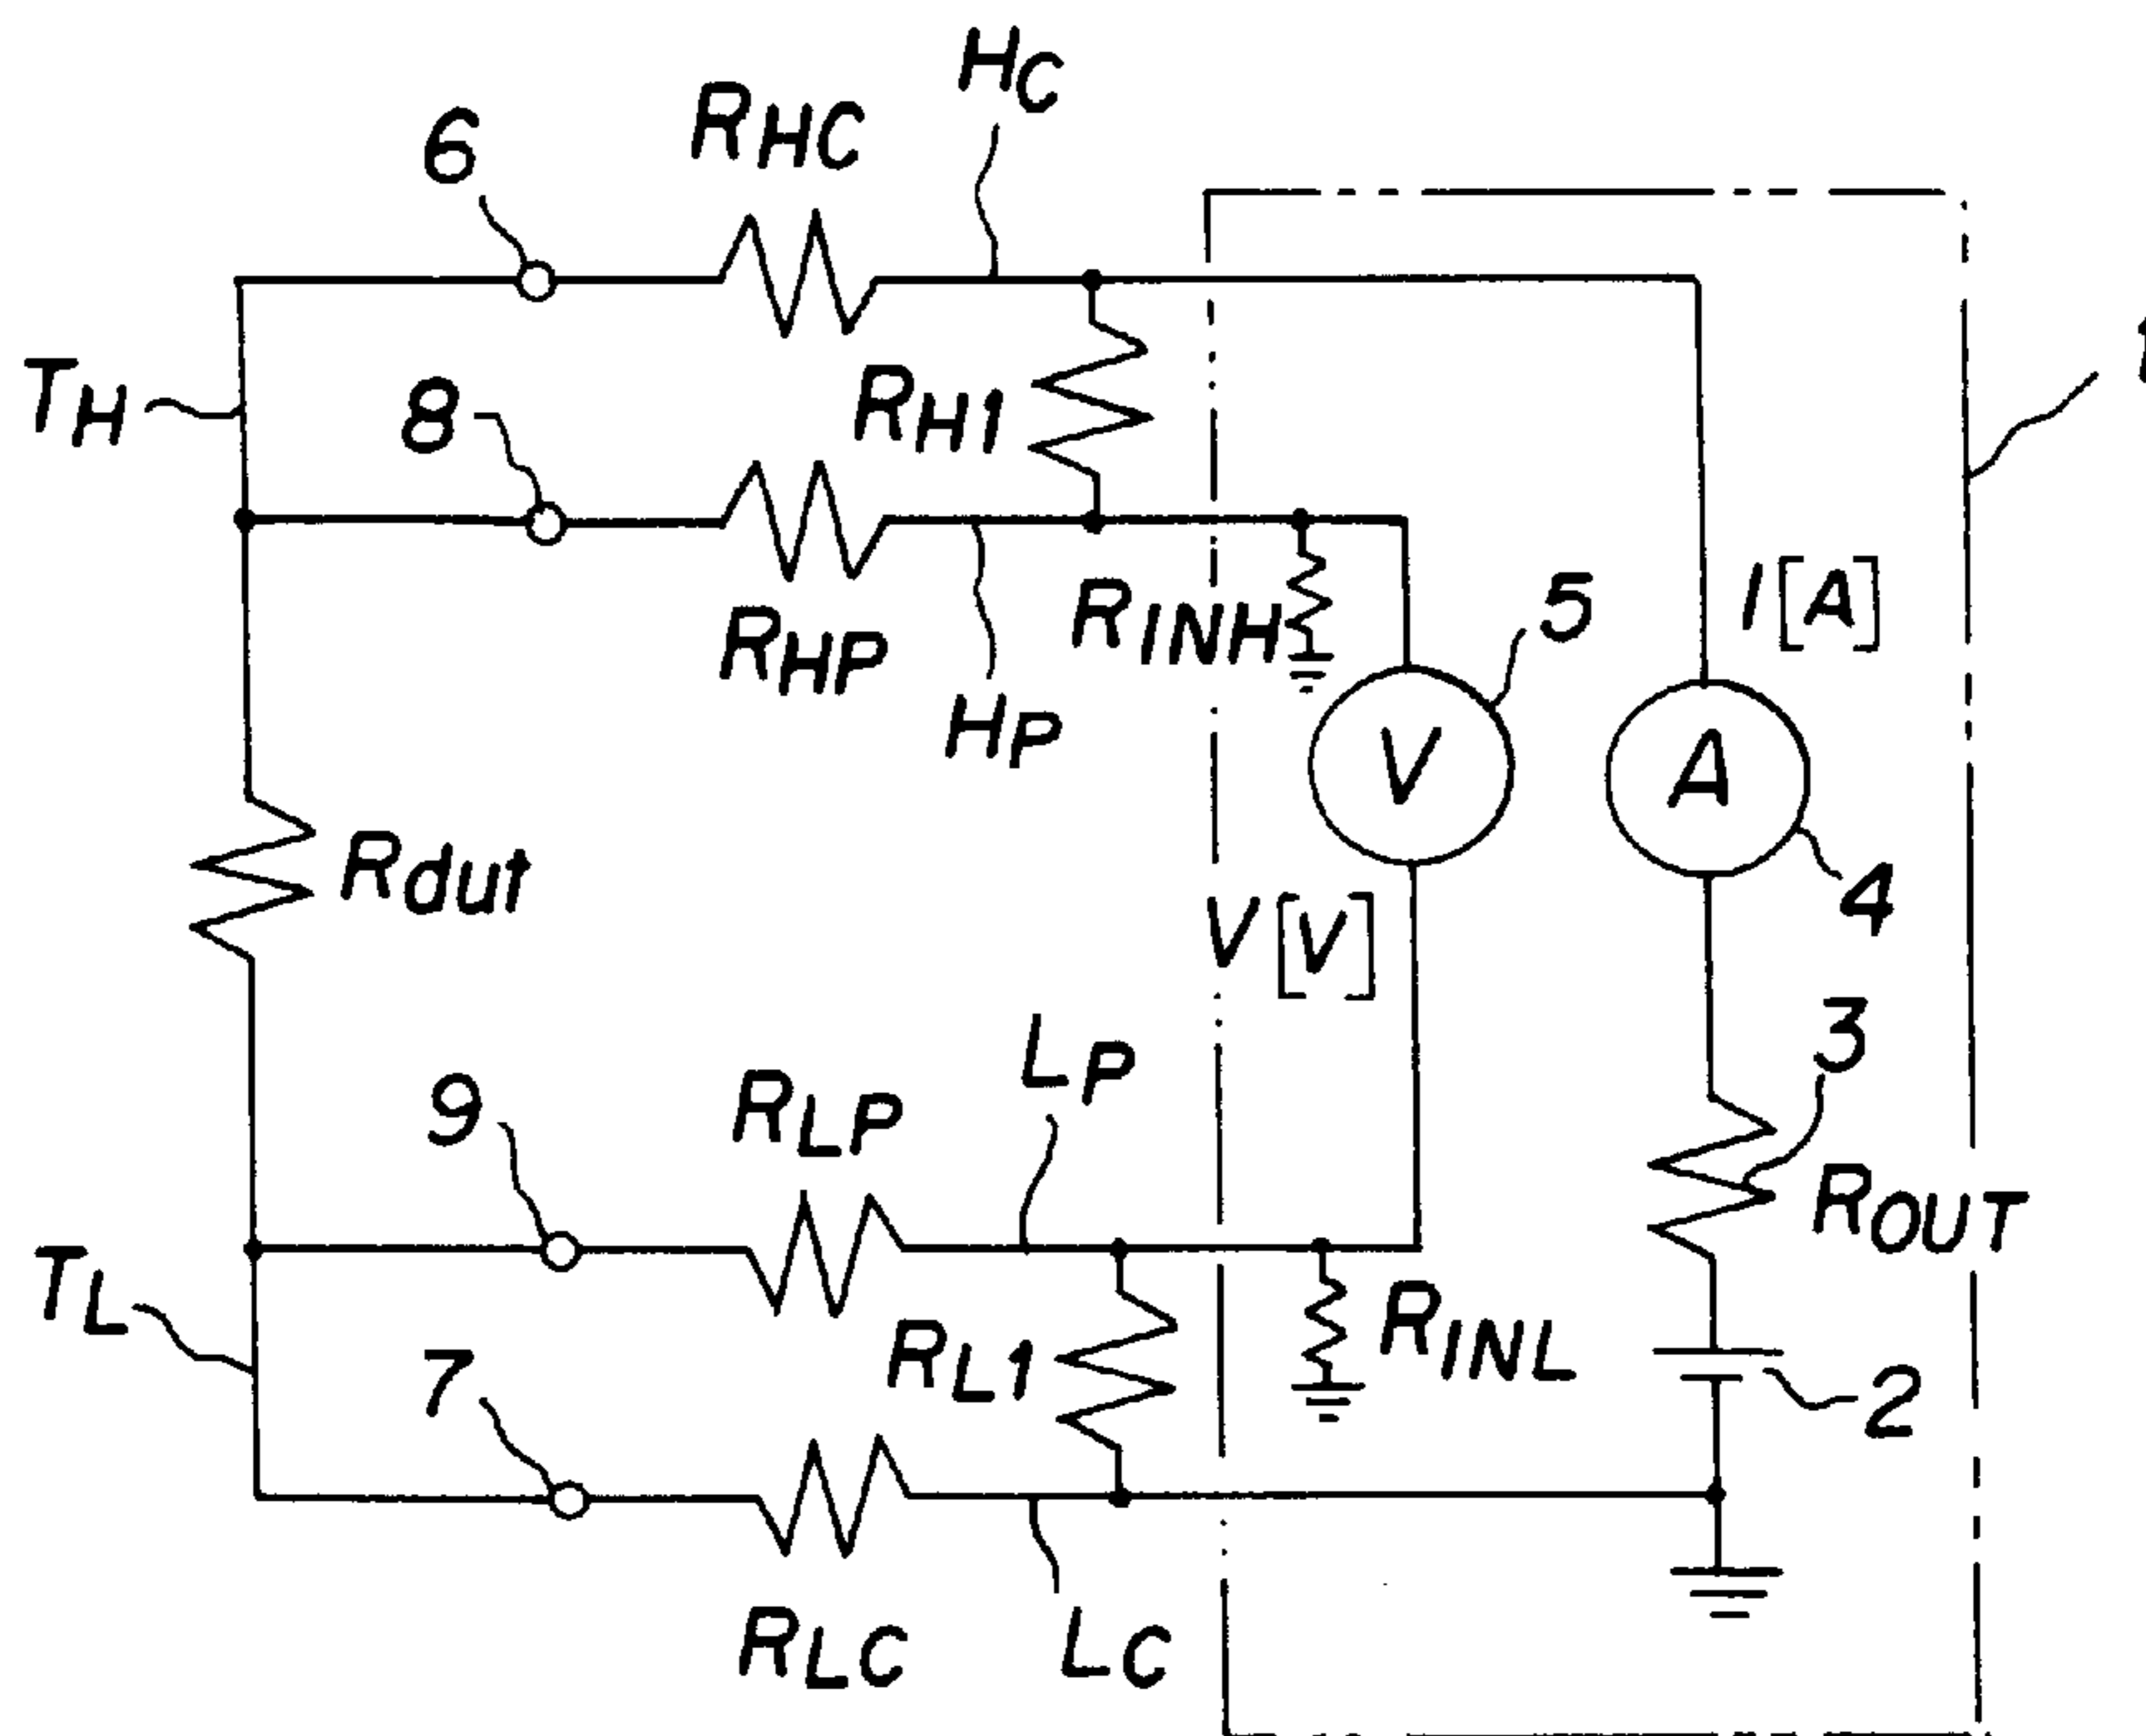 HC
RHC
6
TH
8
RH1
1
RHP
HP
RINH
5
I[A]
V
A
Rdut
V[V]
4
3
LP
RLP
9
ROUT
TL
7
RL1
RINL
2
RLC
LC